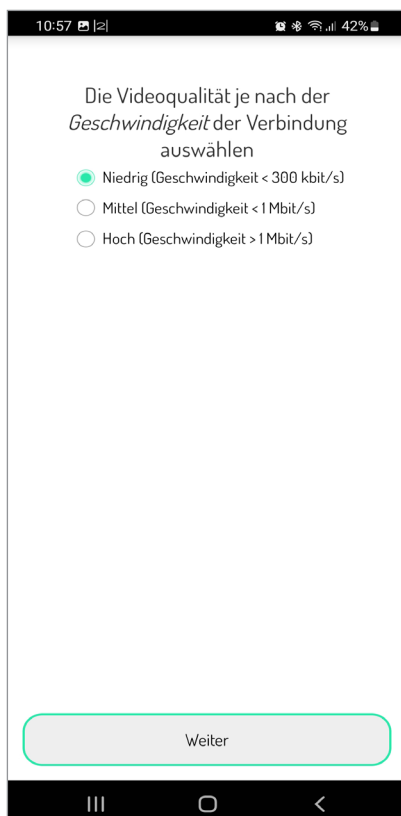 10:57 |2| 42%
Die Videoqualität je nach der
Geschwindigkeit der Verbindung
auswählen
Niedrig (Geschwindigkeit < 300 kbit/s)
Mittel (Geschwindigkeit < 1 Mbit/s)
Hoch (Geschwindigkeit > 1 Mbit/s)
Weiter